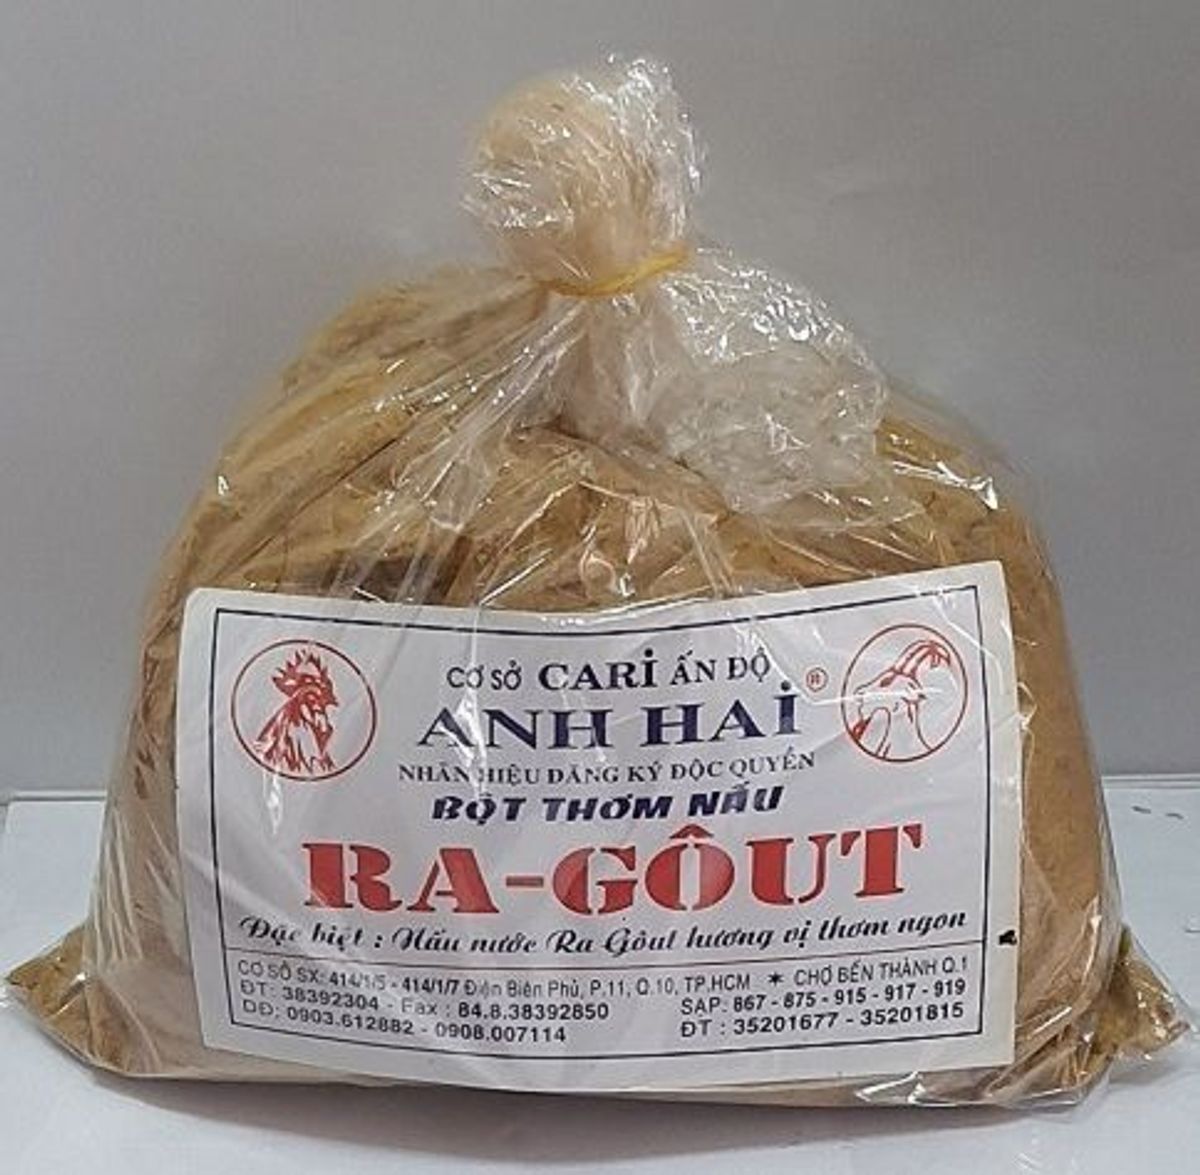 CƠ SỞ CARI ẤN ĐỘ
ANH HAI ®
NHÃN HIỆU ĐĂNG KÝ ĐỘC QUYỀN
BỘT THƠM NẤU
RA-GÔUT
Đặc biệt : Nấu nước Ra Gôut hương vị thơm ngon
CƠ SỞ SX: 414/1/5 - 414/1/7 Điện Biên Phủ, P.11, Q.10, TP.HCM * CHỢ BẾN THÀNH Q.1
ĐT: 38392304 - Fax : 84.8.38392850 SẠP: 867 - 875 - 915 - 917 - 919
DĐ: 0903.612882 - 0908.007114 ĐT : 35201677 - 35201815